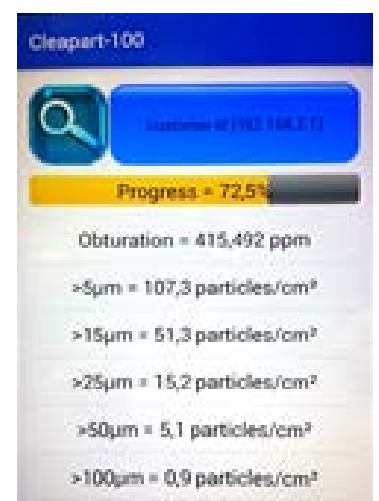 Cleapart-100
Progress = 72,5%
Obturation = 415,492 ppm
>5µm = 107,3 particles/cm²
>15µm = 51,3 particles/cm²
>25µm = 15,2 particles/cm²
>50µm = 5,1 particles/cm²
>100µm = 0,9 particles/cm²